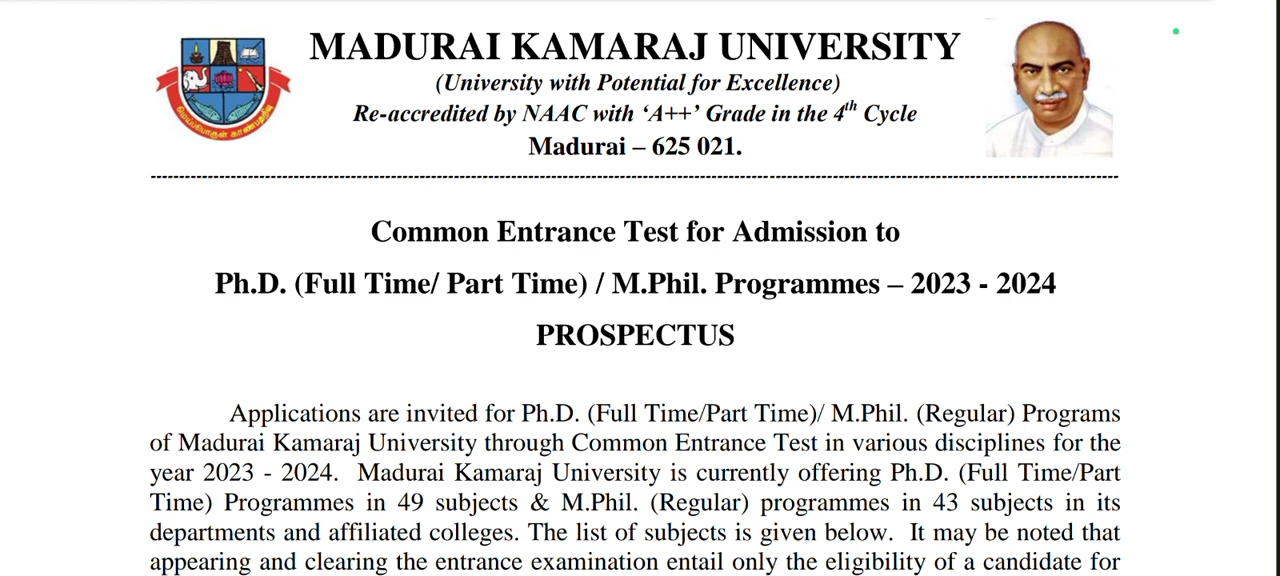 MADURAI KAMARAJ UNIVERSITY
(University with Potential for Excellence)
Re-accredited by NAAC with ‘A++’ Grade in the 4th Cycle
Madurai – 625 021.
--------------------------------------------------------------------------------
Common Entrance Test for Admission to
Ph.D. (Full Time/ Part Time) / M.Phil. Programmes – 2023 - 2024
PROSPECTUS
Applications are invited for Ph.D. (Full Time/Part Time)/ M.Phil. (Regular) Programs
of Madurai Kamaraj University through Common Entrance Test in various disciplines for the
year 2023 - 2024. Madurai Kamaraj University is currently offering Ph.D. (Full Time/Part
Time) Programmes in 49 subjects & M.Phil. (Regular) programmes in 43 subjects in its
departments and affiliated colleges. The list of subjects is given below. It may be noted that
appearing and clearing the entrance examination entail only the eligibility of a candidate for